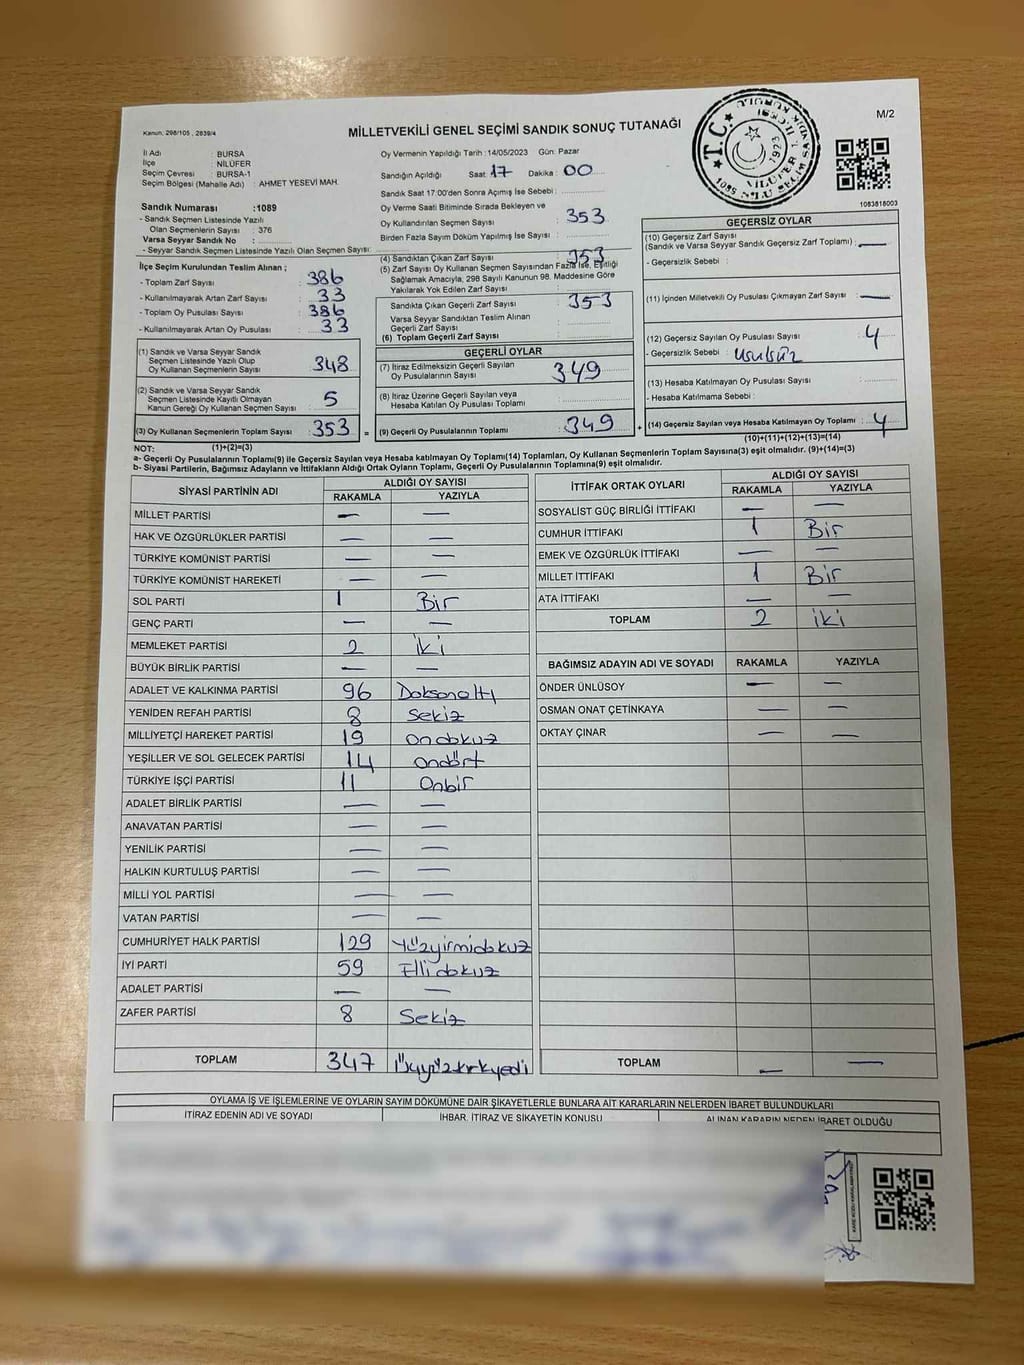 Kanun: 298/105 , 2839/4
MİLLETVEKİLİ GENEL SEÇİMİ SANDIK SONUÇ TUTANAĞI
M/2
İl Adı : BURSA
İlçe : NİLÜFER
Seçim Çevresi : BURSA-1
Seçim Bölgesi (Mahalle Adı) : AHMET YESEVİ MAH.
Oy Vermenin Yapıldığı Tarih : 14/05/2023 Gün: Pazar
Sandığın Açıldığı Saat : 17 Dakika : 00
Sandık Saat 17:00'den Sonra Açımış İse Sebebi :
T.C.
1923
1089
1083818003
Sandık Numarası : 1089
- Sandık Seçmen Listesinde Yazılı
Olan Seçmenlerin Sayısı : 376
Varsa Seyyar Sandık No :
- Seyyar Sandık Seçmen Listesinde Yazılı Olan Seçmen Sayısı:
Oy Verme Saati Bitiminde Sırada Bekleyen ve
Oy Kullandırılan Seçmen Sayısı : 353
Birden Fazla Sayım Döküm Yapılmış İse Sayısı :
İlçe Seçim Kurulundan Teslim Alınan ;
- Toplam Zarf Sayısı : 386
- Kullanılmayarak Artan Zarf Sayısı : 33
- Toplam Oy Pusulası Sayısı : 386
- Kullanılmayarak Artan Oy Pusulası : 33
(4) Sandıktan Çıkan Zarf Sayısı : 353
(5) Zarf Sayısı Oy Kullanan Seçmen Sayısından Fazla İse, Eşitliği
Sağlamak Amacıyla, 298 Sayılı Kanunun 98. Maddesine Göre
Yakılarak Yok Edilen Zarf Sayısı :
Sandıkta Çıkan Geçerli Zarf Sayısı : 353
Varsa Seyyar Sandıktan Teslim Alınan
Geçerli Zarf Sayısı :
(6) Toplam Geçerli Zarf Sayısı :
GEÇERSİZ OYLAR
(10) Geçersiz Zarf Sayısı
(Sandık ve Varsa Seyyar Sandık Geçersiz Zarf Toplamı) : —
- Geçersizlik Sebebi :
(11) İçinden Milletvekili Oy Pusulası Çıkmayan Zarf Sayısı : —
(12) Geçersiz Sayılan Oy Pusulası Sayısı : 4
- Geçersizlik Sebebi : usulsüz
(13) Hesaba Katılmayan Oy Pusulası Sayısı :
- Hesaba Katılmama Sebebi :
(14) Geçersiz Sayılan veya Hesaba Katılmayan Oy Toplamı : 4
(10)+(11)+(12)+(13)=(14)
(1) Sandık ve Varsa Seyyar Sandık
Seçmen Listesinde Yazılı Olup
Oy Kullanan Seçmenlerin Sayısı : 348
(2) Sandık ve Varsa Seyyar Sandık
Seçmen Listesinde Kayıtlı Olmayan
Kanun Gereği Oy Kullanan Seçmen Sayısı : 5
(3) Oy Kullanan Seçmenlerin Toplam Sayısı : 353 =
(1)+(2)=(3)
GEÇERLİ OYLAR
(7) İtiraz Edilmeksizin Geçerli Sayılan
Oy Pusulalarının Sayısı : 349
(8) İtiraz Üzerine Geçerli Sayılan veya
Hesaba Katılan Oy Pusulası Toplamı :
(9) Geçerli Oy Pusulalarının Toplamı : 349 +
NOT:
a- Geçerli Oy Pusulalarının Toplamı(9) ile Geçersiz Sayılan veya Hesaba katılmayan Oy Toplamı(14) Toplamları, Oy Kullanan Seçmenlerin Toplam Sayısına(3) eşit olmalıdır. (9)+(14)=(3)
b- Siyasi Partilerin, Bağımsız Adayların ve İttifakların Aldığı Ortak Oyların Toplamı, Geçerli Oy Pusulalarının Toplamına(9) eşit olmalıdır.
SİYASİ PARTİNİN ADI ALDIĞI OY SAYISI
RAKAMLA YAZIYLA
MİLLET PARTİSİ — —
HAK VE ÖZGÜRLÜKLER PARTİSİ — —
TÜRKİYE KOMÜNİST PARTİSİ — —
TÜRKİYE KOMÜNİST HAREKETİ — —
SOL PARTİ 1 Bir
GENÇ PARTİ — —
MEMLEKET PARTİSİ 2 iki
BÜYÜK BİRLİK PARTİSİ — —
ADALET VE KALKINMA PARTİSİ 96 Doksanaltı
YENİDEN REFAH PARTİSİ 8 Sekiz
MİLLİYETÇİ HAREKET PARTİSİ 19 ondokuz
YEŞİLLER VE SOL GELECEK PARTİSİ 14 ondört
TÜRKİYE İŞÇİ PARTİSİ 11 Onbir
ADALET BİRLİK PARTİSİ — —
ANAVATAN PARTİSİ — —
YENİLİK PARTİSİ — —
HALKIN KURTULUŞ PARTİSİ — —
MİLLİ YOL PARTİSİ — —
VATAN PARTİSİ — —
CUMHURİYET HALK PARTİSİ 129 Yüzyirmidokuz
İYİ PARTİ 59 Ellidokuz
ADALET PARTİSİ — —
ZAFER PARTİSİ 8 Sekiz
TOPLAM 347 üçyüzkırkyedi
İTTİFAK ORTAK OYLARI ALDIĞI OY SAYISI
RAKAMLA YAZIYLA
SOSYALİST GÜÇ BİRLİĞİ İTTİFAKI — —
CUMHUR İTTİFAKI 1 Bir
EMEK VE ÖZGÜRLÜK İTTİFAKI — —
MİLLET İTTİFAKI 1 Bir
ATA İTTİFAKI — —
TOPLAM 2 iki
BAĞIMSIZ ADAYIN ADI VE SOYADI RAKAMLA YAZIYLA
ÖNDER ÜNLÜSOY — —
OSMAN ONAT ÇETİNKAYA — —
OKTAY ÇINAR — —
TOPLAM — —
OYLAMA İŞ VE İŞLEMLERİNE VE OYLARIN SAYIM DÖKÜMÜNE DAİR ŞİKAYETLERLE BUNLARA AİT KARARLARIN NELERDEN İBARET BULUNDUKLARI
İTİRAZ EDENİN ADI VE SOYADI İHBAR, İTİRAZ VE ŞİKAYETİN KONUSU ALINAN KARARIN NEDEN İBARET OLDUĞU